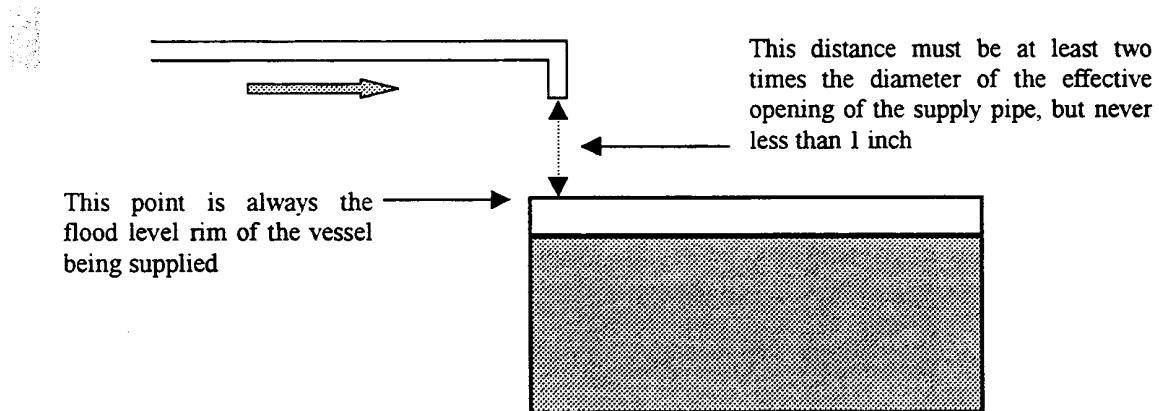 This distance must be at least two
times the diameter of the effective
opening of the supply pipe, but never
less than 1 inch
This point is always the
flood level rim of the vessel
being supplied